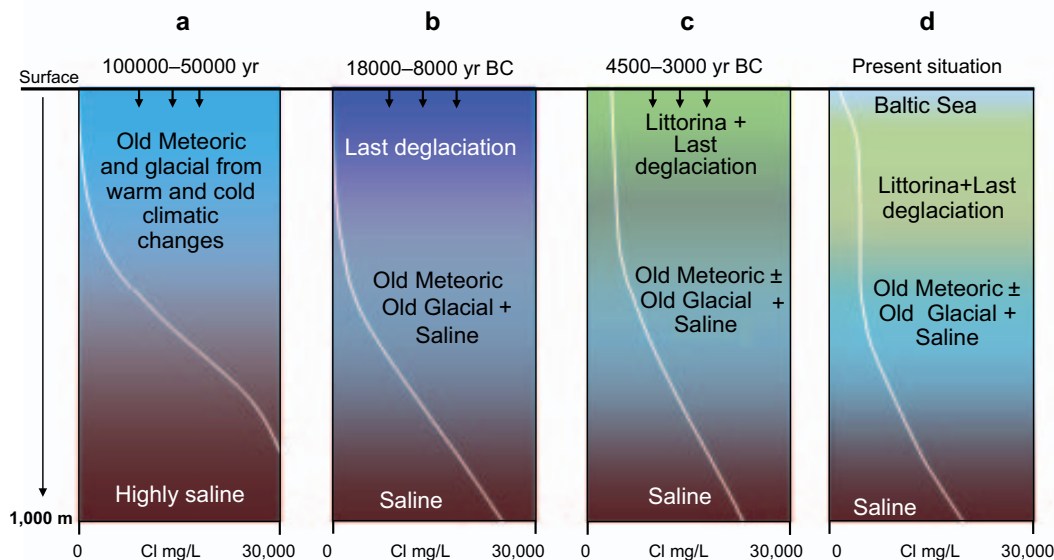 a
b
c
d
Surface
100000–50000 yr
18000–8000 yr BC
4500–3000 yr BC
Present situation
Old Meteoric
and glacial from
warm and cold
climatic
changes
Highly saline
Last deglaciation
Old Meteoric
Old Glacial +
Saline
Saline
Littorina +
Last
deglaciation
Old Meteoric ±
Old Glacial +
Saline
Saline
Baltic Sea
Littorina+Last
deglaciation
Old Meteoric ±
Old Glacial +
Saline
Saline
1,000 m
0 Cl mg/L 30,000
0 Cl mg/L 30,000
0 Cl mg/L 30,000
0 Cl mg/L 30,000